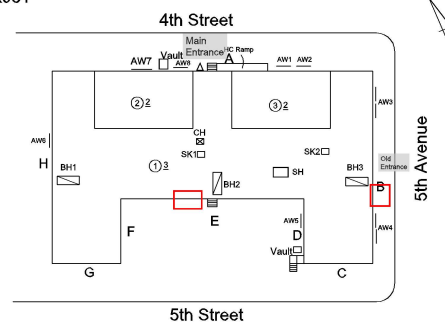 4th Street
Main
Entrance
HC Ramp
Vault
AW7
AW8
A
AW1
AW2
AW3
② 2
③ 2
CH
SK1
SK2
Old
Entrance
5th Avenue
AW6
H
BH1
① 3
BH2
SH
BH3
B
F
E
AW5
D
AW4
Vault
G
C
5th Street